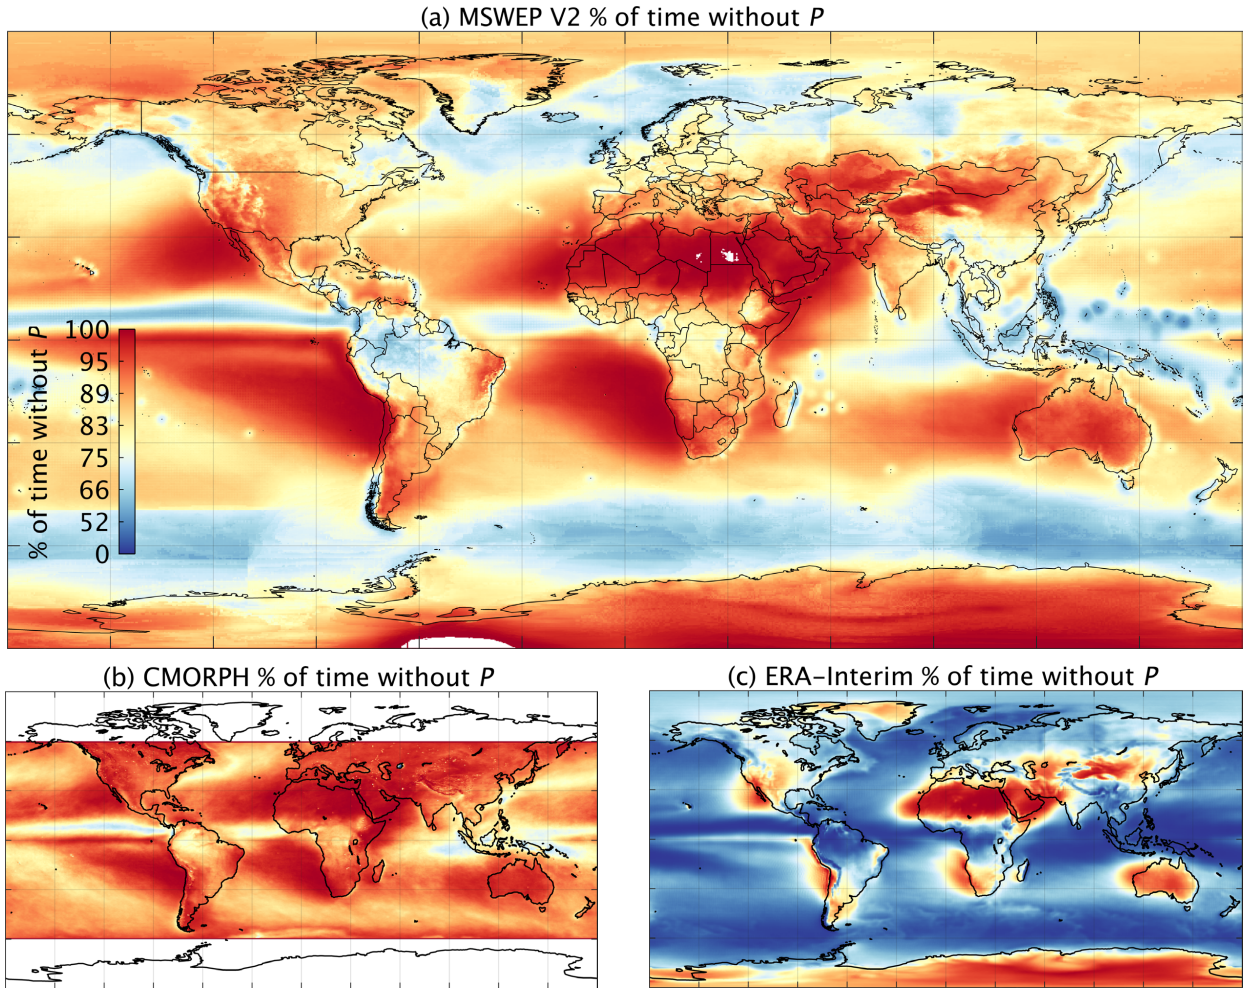 (a) MSWEP V2 % of time without P
% of time without P
100
95
89
83
75
66
52
0
(b) CMORPH % of time without P
(c) ERA–Interim % of time without P